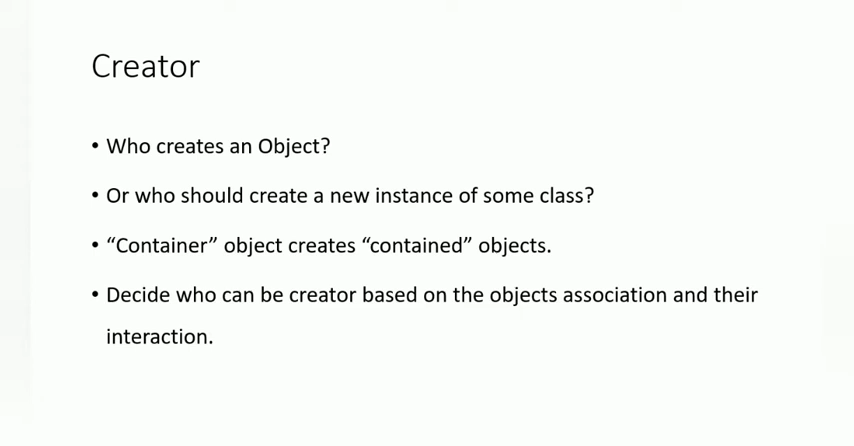 Creator
• Who creates an Object?
• Or who should create a new instance of some class?
• “Container” object creates “contained” objects.
• Decide who can be creator based on the objects association and their
interaction.